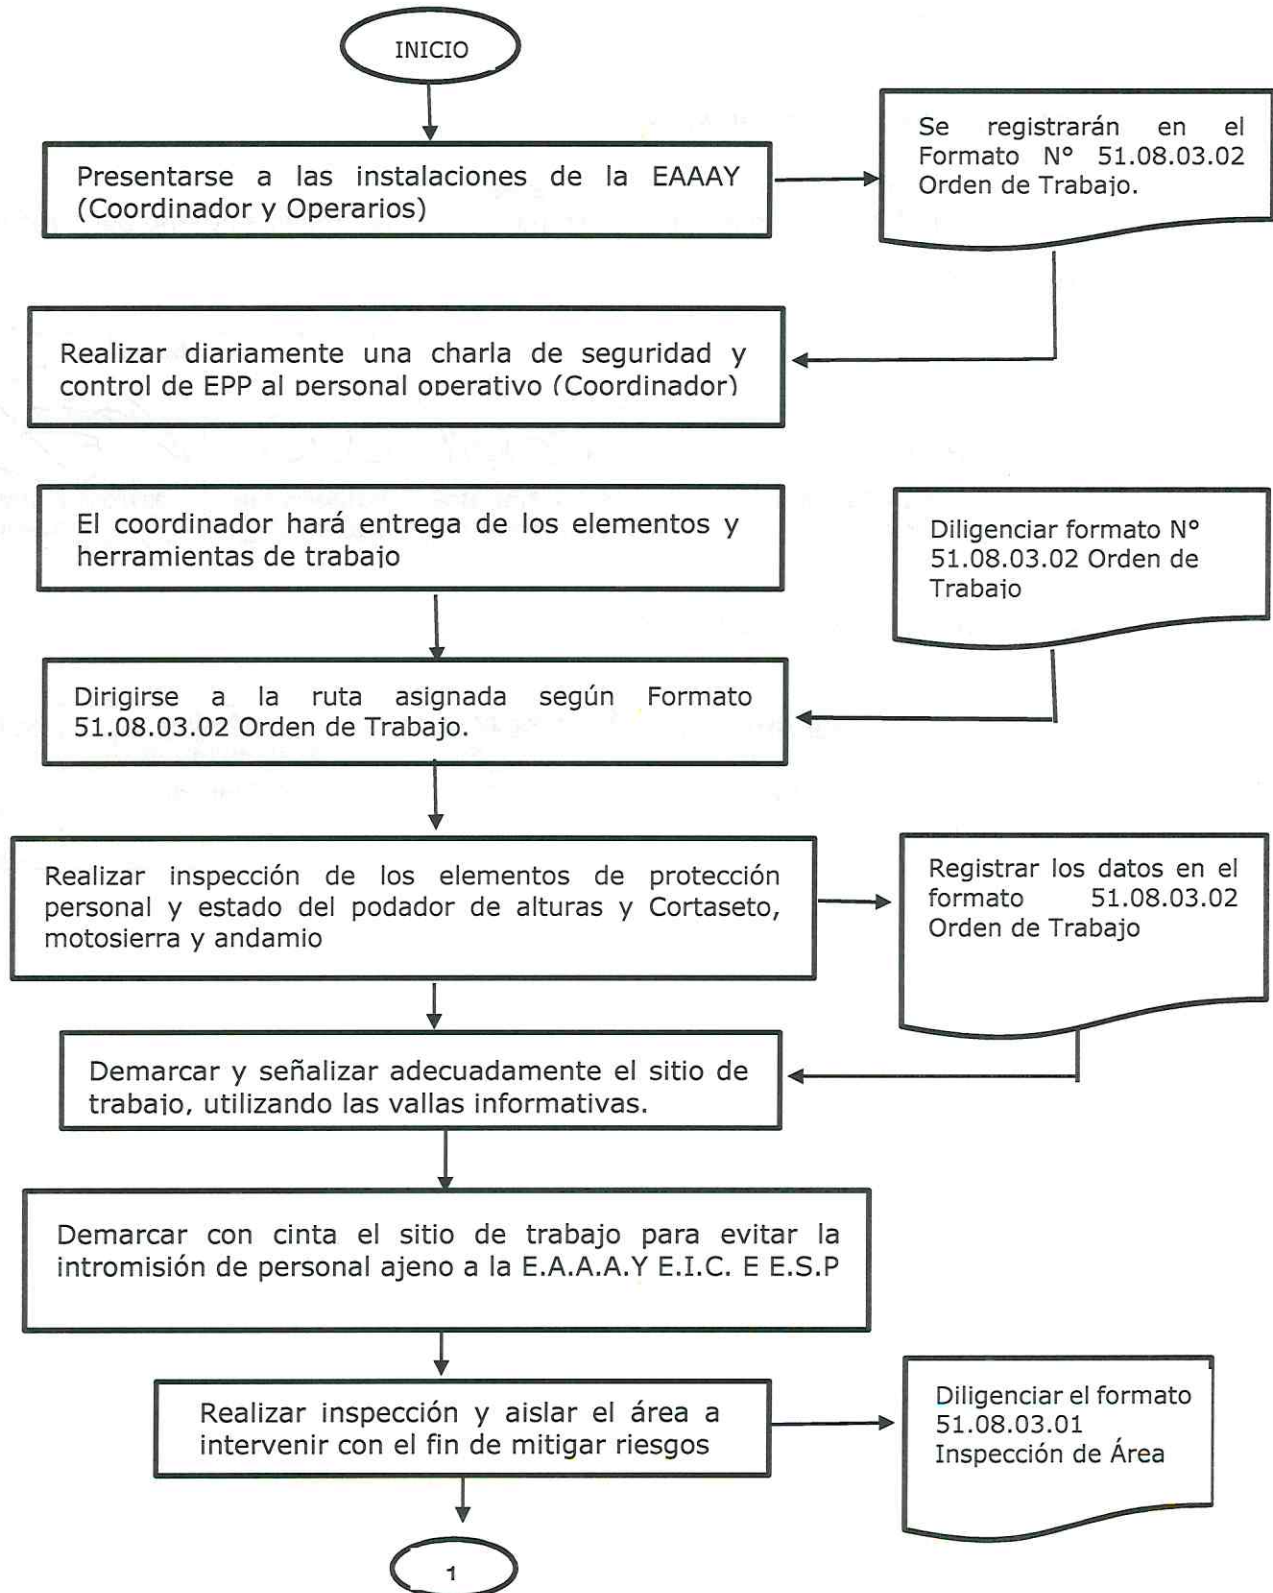 INICIO
Presentarse a las instalaciones de la EAAAY
(Coordinador y Operarios)
Se registrarán en el
Formato N° 51.08.03.02
Orden de Trabajo.
Realizar diariamente una charla de seguridad y
control de EPP al personal operativo (Coordinador)
El coordinador hará entrega de los elementos y
herramientas de trabajo
Diligenciar formato N°
51.08.03.02 Orden de
Trabajo
Dirigirse a la ruta asignada según Formato
51.08.03.02 Orden de Trabajo.
Realizar inspección de los elementos de protección
personal y estado del podador de alturas y Cortaseto,
motosierra y andamio
Registrar los datos en el
formato 51.08.03.02
Orden de Trabajo
Demarcar y señalizar adecuadamente el sitio de
trabajo, utilizando las vallas informativas.
Demarcar con cinta el sitio de trabajo para evitar la
intromisión de personal ajeno a la E.A.A.A.Y E.I.C. E E.S.P
Realizar inspección y aislar el área a
intervenir con el fin de mitigar riesgos
Diligenciar el formato
51.08.03.01
Inspección de Área
1